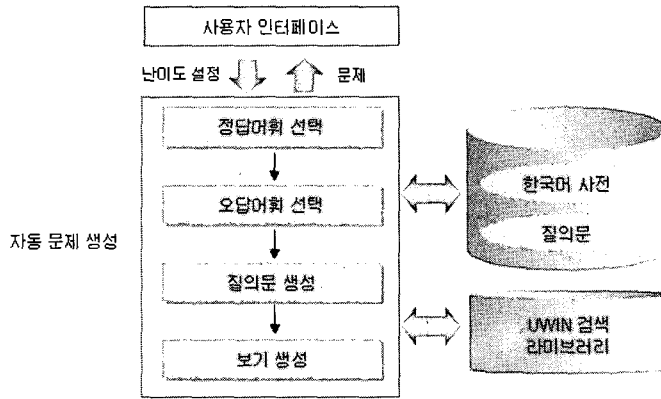 사용자 인터페이스
난이도 설정
문제
정답어휘 선택
오답어휘 선택
질의문 생성
보기 생성
자동 문제 생성
한국어 사전
질의문
UWIN 검색
라이브러리